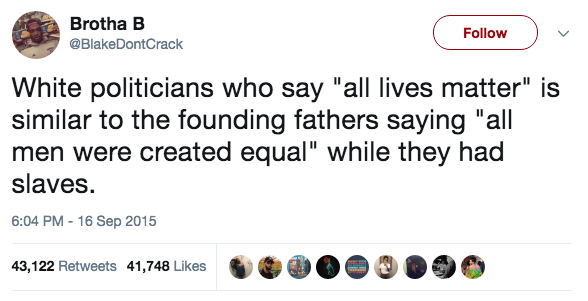 Brotha B
@BlakeDontCrack
Follow
White politicians who say "all lives matter" is
similar to the founding fathers saying "all
men were created equal" while they had
slaves.
6:04 PM - 16 Sep 2015
43,122 Retweets 41,748 Likes